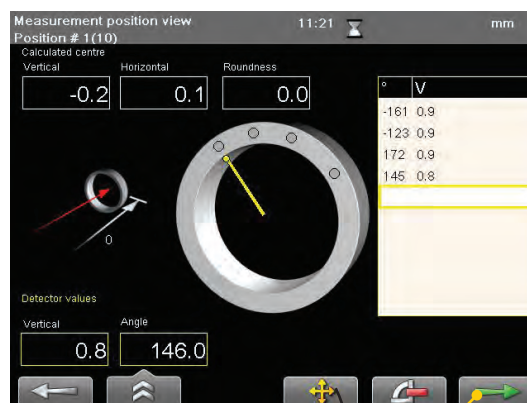 Measurement position view
11:21
mm
Position # 1(10)
Calculated centre
Vertical Horizontal Roundness
-0.2 0.1 0.0
° V
-161 0.9
-123 0.9
172 0.9
145 0.8
0
Detector values
Vertical Angle
0.8 146.0